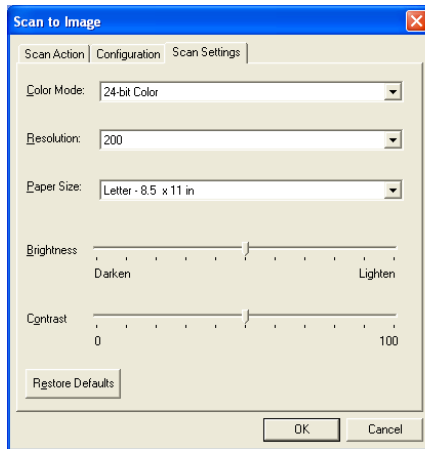 Scan to Image
Scan Action Configuration Scan Settings
Color Mode: 24-bit Color
Resolution: 200
Paper Size: Letter - 8.5 x 11 in
Brightness
Darken Lighten
Contrast
0 100
Restore Defaults
OK Cancel